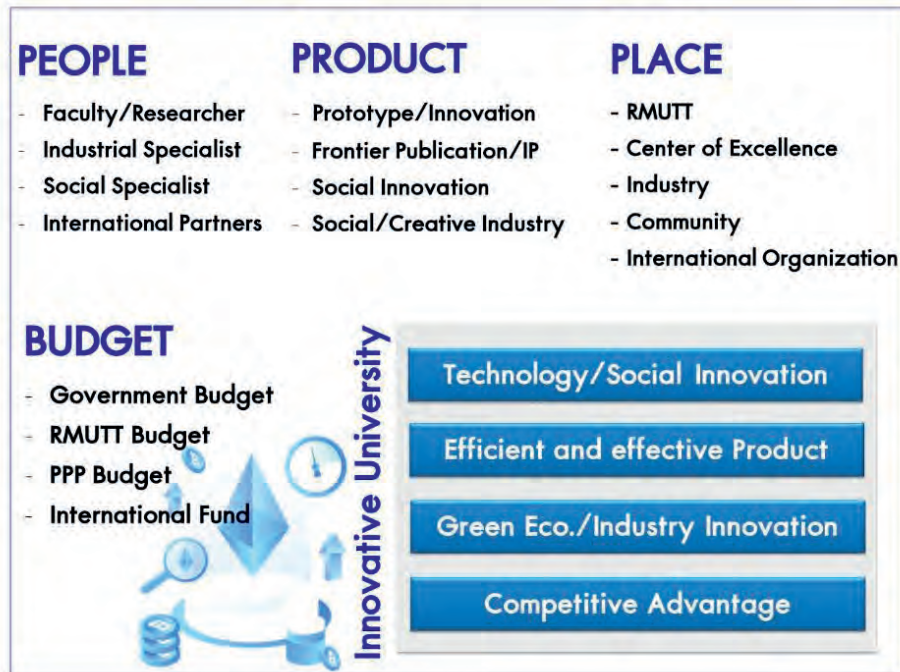 PEOPLE
- Faculty/Researcher
- Industrial Specialist
- Social Specialist
- International Partners
PRODUCT
- Prototype/Innovation
- Frontier Publication/IP
- Social Innovation
- Social/Creative Industry
PLACE
- RMUTT
- Center of Excellence
- Industry
- Community
- International Organization
BUDGET
- Government Budget
- RMUTT Budget
- PPP Budget
- International Fund
Innovative University
Technology/Social Innovation
Efficient and effective Product
Green Eco./Industry Innovation
Competitive Advantage